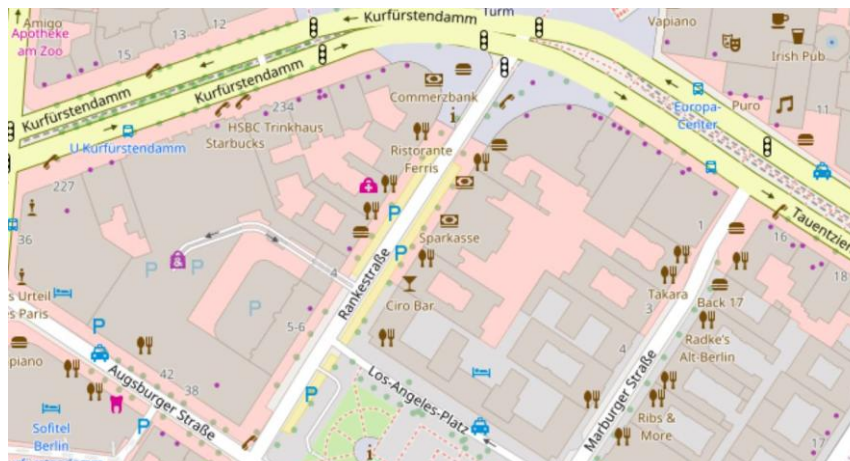 Amigo
Apotheke
am Zoo
12
13
15
Kurfürstendamm
Turm
Vapiano
Irish Pub
Kurfürstendamm
Kurfürstendamm
234
Commerzbank
i
Europa-
Center
Puro
11
U Kurfürstendamm
HSBC Trinkhaus
Starbucks
Ristorante
Ferris
227
36
P
P
P
P
P
Sparkasse
1
16
Tauentzien
18
s Urteil
es Paris
4
Rankestraße
Ciro Bar
3
Takara
Back 17
P
5-6
4
Radke's
Alt-Berlin
piano
42
38
Augsburger Straße
P
P
Los-Angeles-Platz
Marburger Straße
Ribs &
More
Sofitel
Berlin
i
17